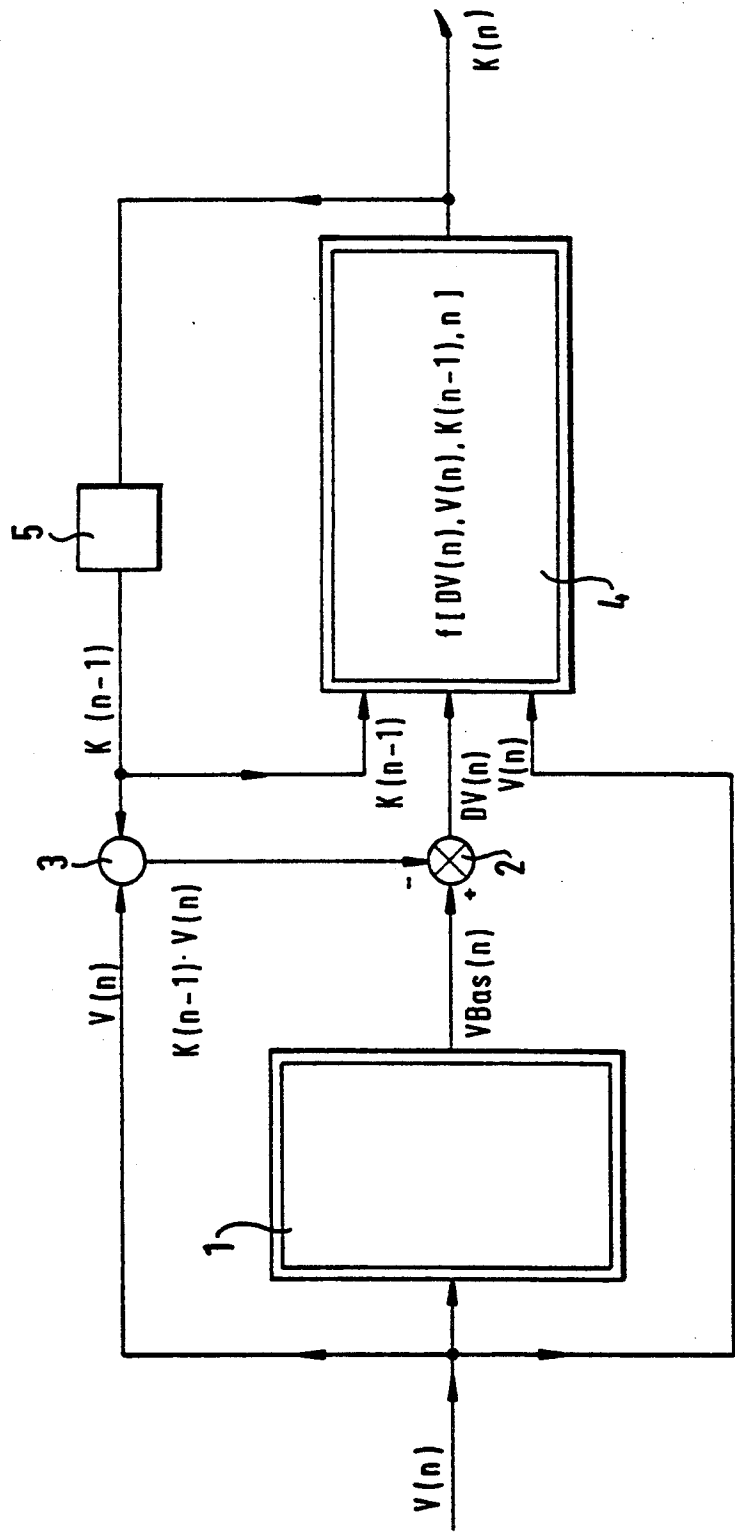 5
K (n-1)
K(n)
3
V(n)
K(n-1)· V(n)
K(n-1)
f [ DV(n), V(n), K(n-1), n ]
-
+
2
DV(n)
V(n)
4
VBas(n)
1
V(n)